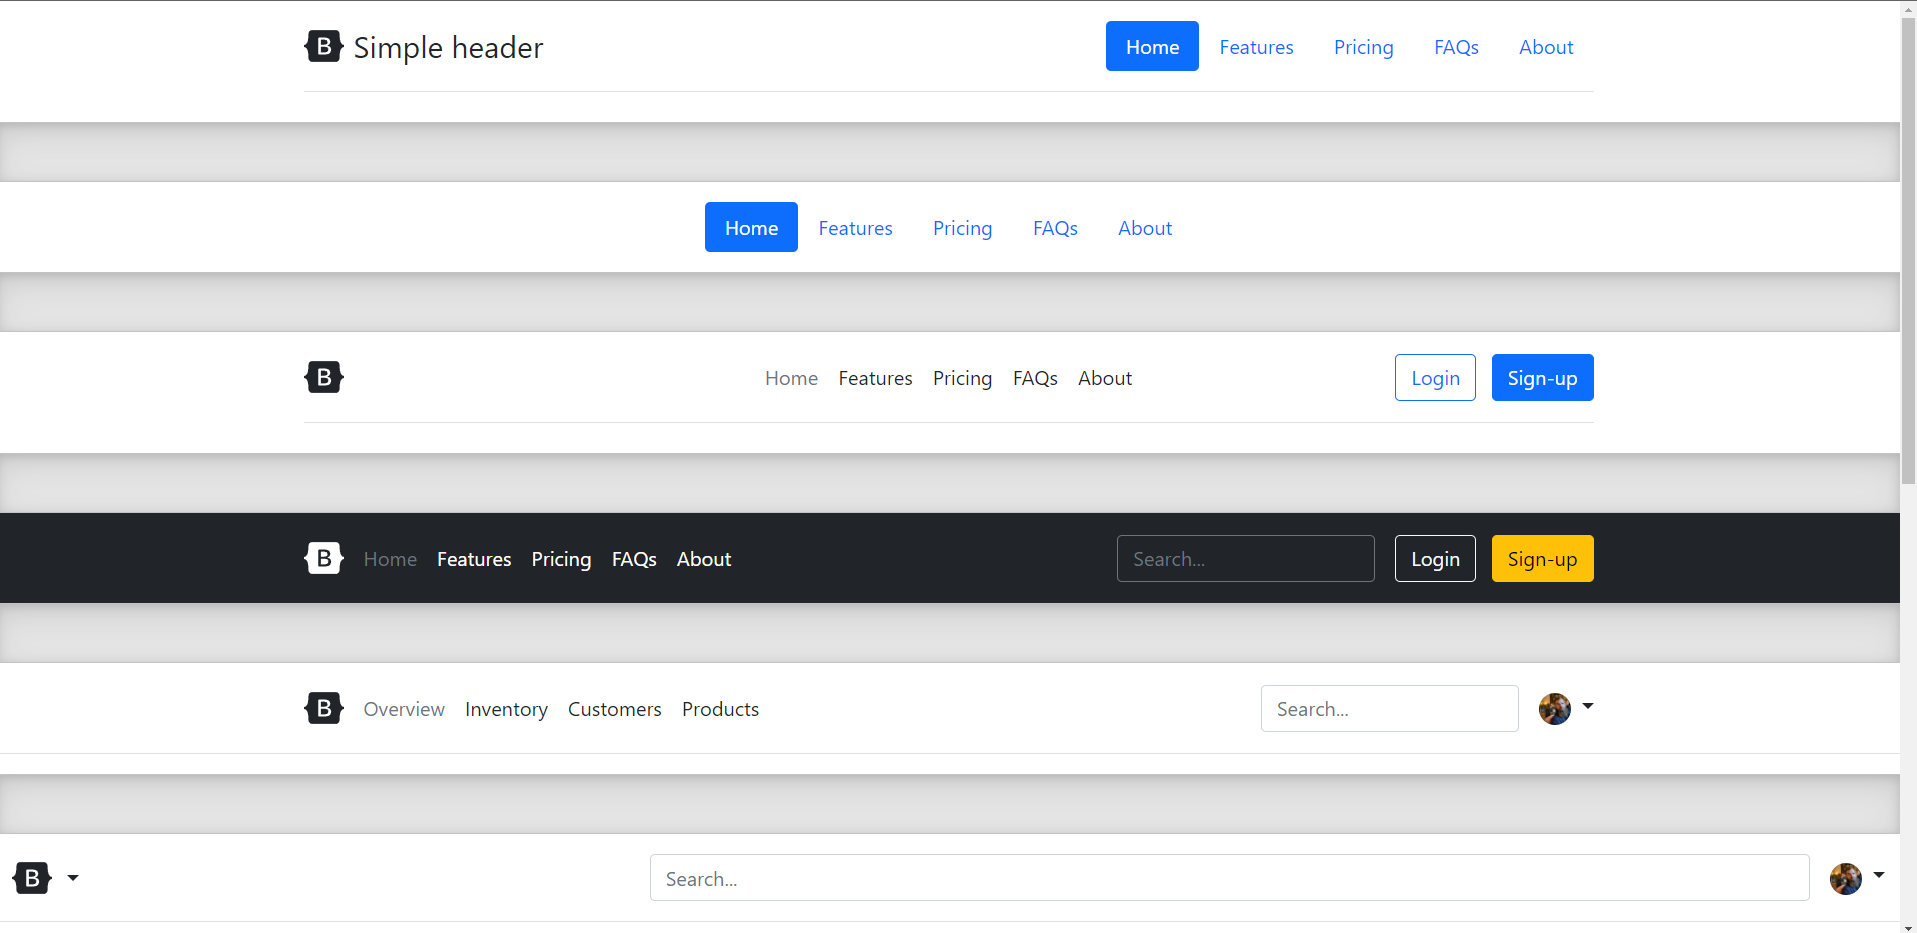 B Simple header Home Features Pricing FAQs About
Home Features Pricing FAQs About
B Home Features Pricing FAQs About Login Sign-up
B Home Features Pricing FAQs About Search... Login Sign-up
B Overview Inventory Customers Products Search...
B Search...